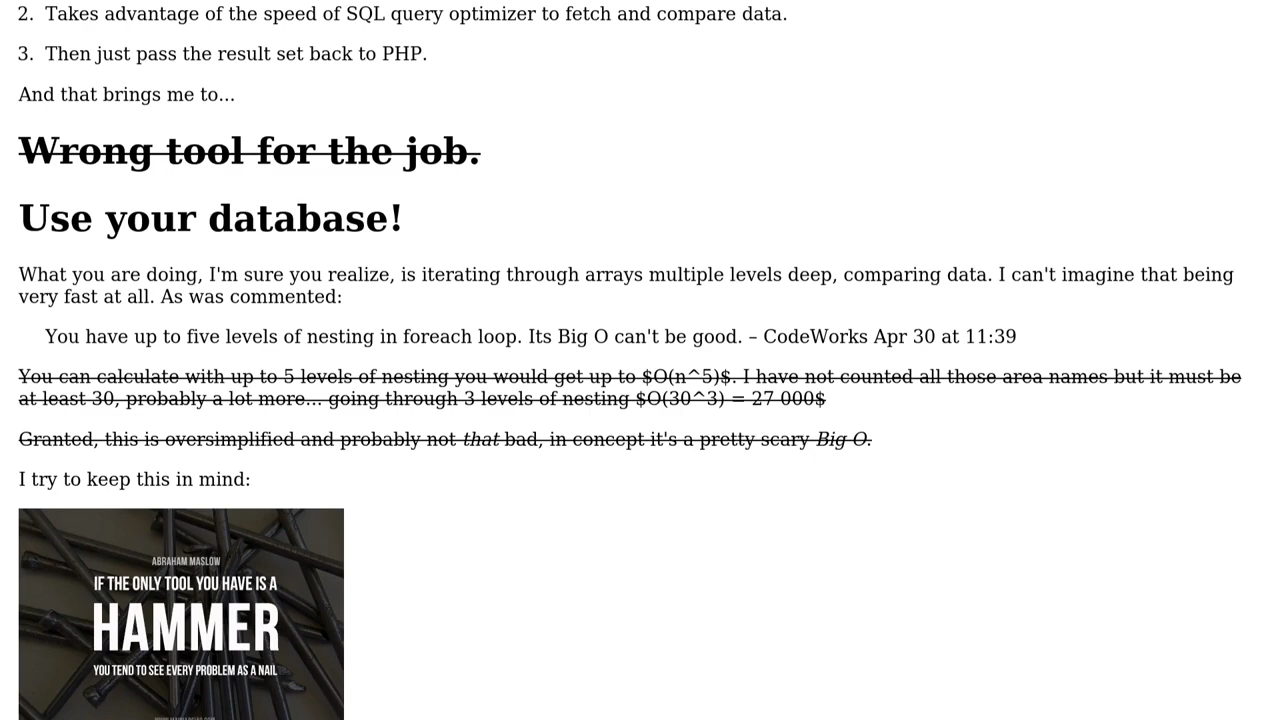 2. Takes advantage of the speed of SQL query optimizer to fetch and compare data.
3. Then just pass the result set back to PHP.
And that brings me to...
Wrong tool for the job.
Use your database!
What you are doing, I'm sure you realize, is iterating through arrays multiple levels deep, comparing data. I can't imagine that being
very fast at all. As was commented:
You have up to five levels of nesting in foreach loop. Its Big O can't be good. – CodeWorks Apr 30 at 11:39
You can calculate with up to 5 levels of nesting you would get up to $O(n^5)$. I have not counted all those area names but it must be
at least 30, probably a lot more... going through 3 levels of nesting $O(30^3) = 27 000$
Granted, this is oversimplified and probably not that bad, in concept it's a pretty scary Big O.
I try to keep this in mind:
ABRAHAM MASLOW
IF THE ONLY TOOL YOU HAVE IS A
HAMMER
YOU TEND TO SEE EVERY PROBLEM AS A NAIL